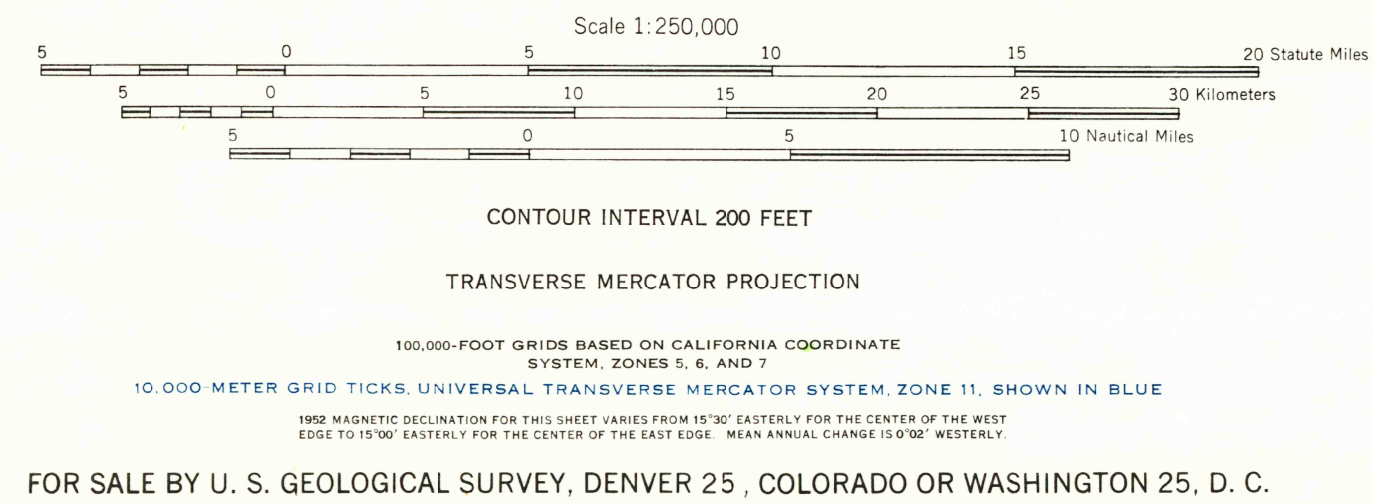 Scale 1:250,000
5 0 5 10 15 20 Statute Miles
5 0 5 10 15 20 25 30 Kilometers
5 0 5 10 Nautical Miles
CONTOUR INTERVAL 200 FEET
TRANSVERSE MERCATOR PROJECTION
100,000-FOOT GRIDS BASED ON CALIFORNIA COORDINATE
SYSTEM, ZONES 5, 6, AND 7
10,000-METER GRID TICKS, UNIVERSAL TRANSVERSE MERCATOR SYSTEM, ZONE 11, SHOWN IN BLUE
1952 MAGNETIC DECLINATION FOR THIS SHEET VARIES FROM 15°30′ EASTERLY FOR THE CENTER OF THE WEST
EDGE TO 15°00′ EASTERLY FOR THE CENTER OF THE EAST EDGE. MEAN ANNUAL CHANGE IS 0°02′ WESTERLY.
FOR SALE BY U. S. GEOLOGICAL SURVEY, DENVER 25 , COLORADO OR WASHINGTON 25, D. C.